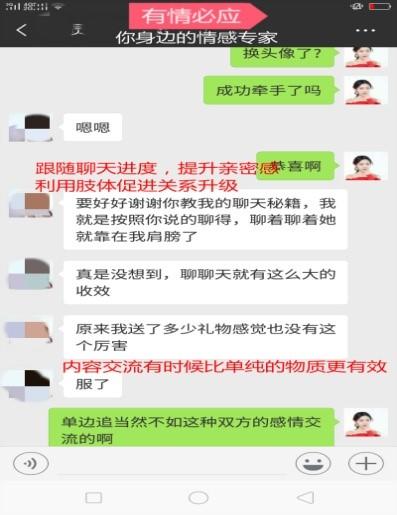 有情必应
你身边的情感专家
换头像了？
成功牵手了吗
嗯嗯
恭喜啊
跟随聊天进度，提升亲密感
利用肢体促进关系升级
要好好谢谢你教我的聊天秘籍，我
就是按照你说的聊得，聊着聊着她
就靠在我肩膀了
真是没想到，聊聊天就有这么大的
收效
原来我送了多少礼物感觉也没有这
个厉害
内容交流有时候比单纯的物质更有效
服了
单边追当然不如这种双方的感情交
流的啊